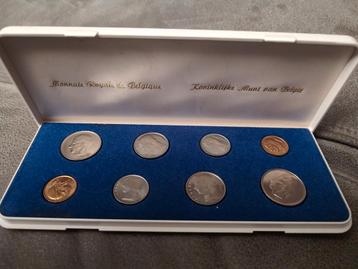 Monnaie Royale de Belgique
Koninklijke Munt van België